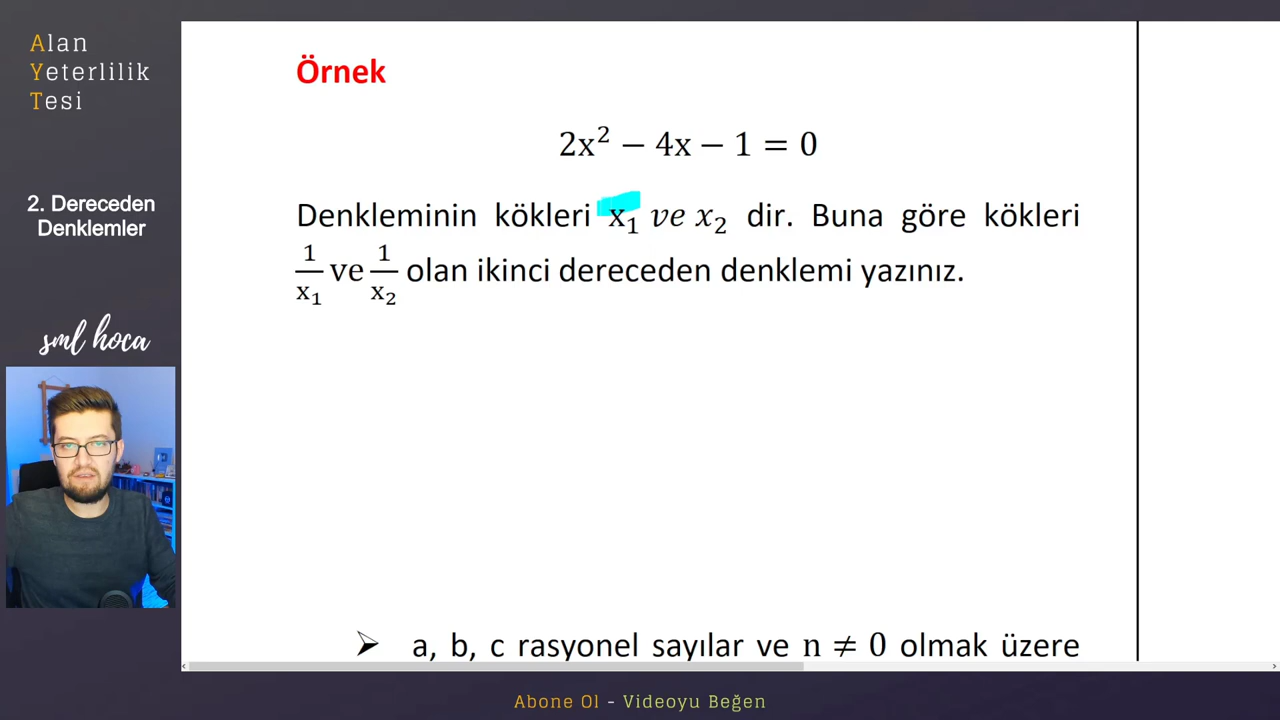 Alan
Yeterlilik
Tesi
2. Dereceden
Denklemler
sml hoca
Örnek
2x² − 4x − 1 = 0
Denkleminin kökleri x₁ ve x₂ dir. Buna göre kökleri
1/x₁ ve 1/x₂ olan ikinci dereceden denklemi yazınız.
➢ a, b, c rasyonel sayılar ve n ≠ 0 olmak üzere
Abone Ol - Videoyu Beğen